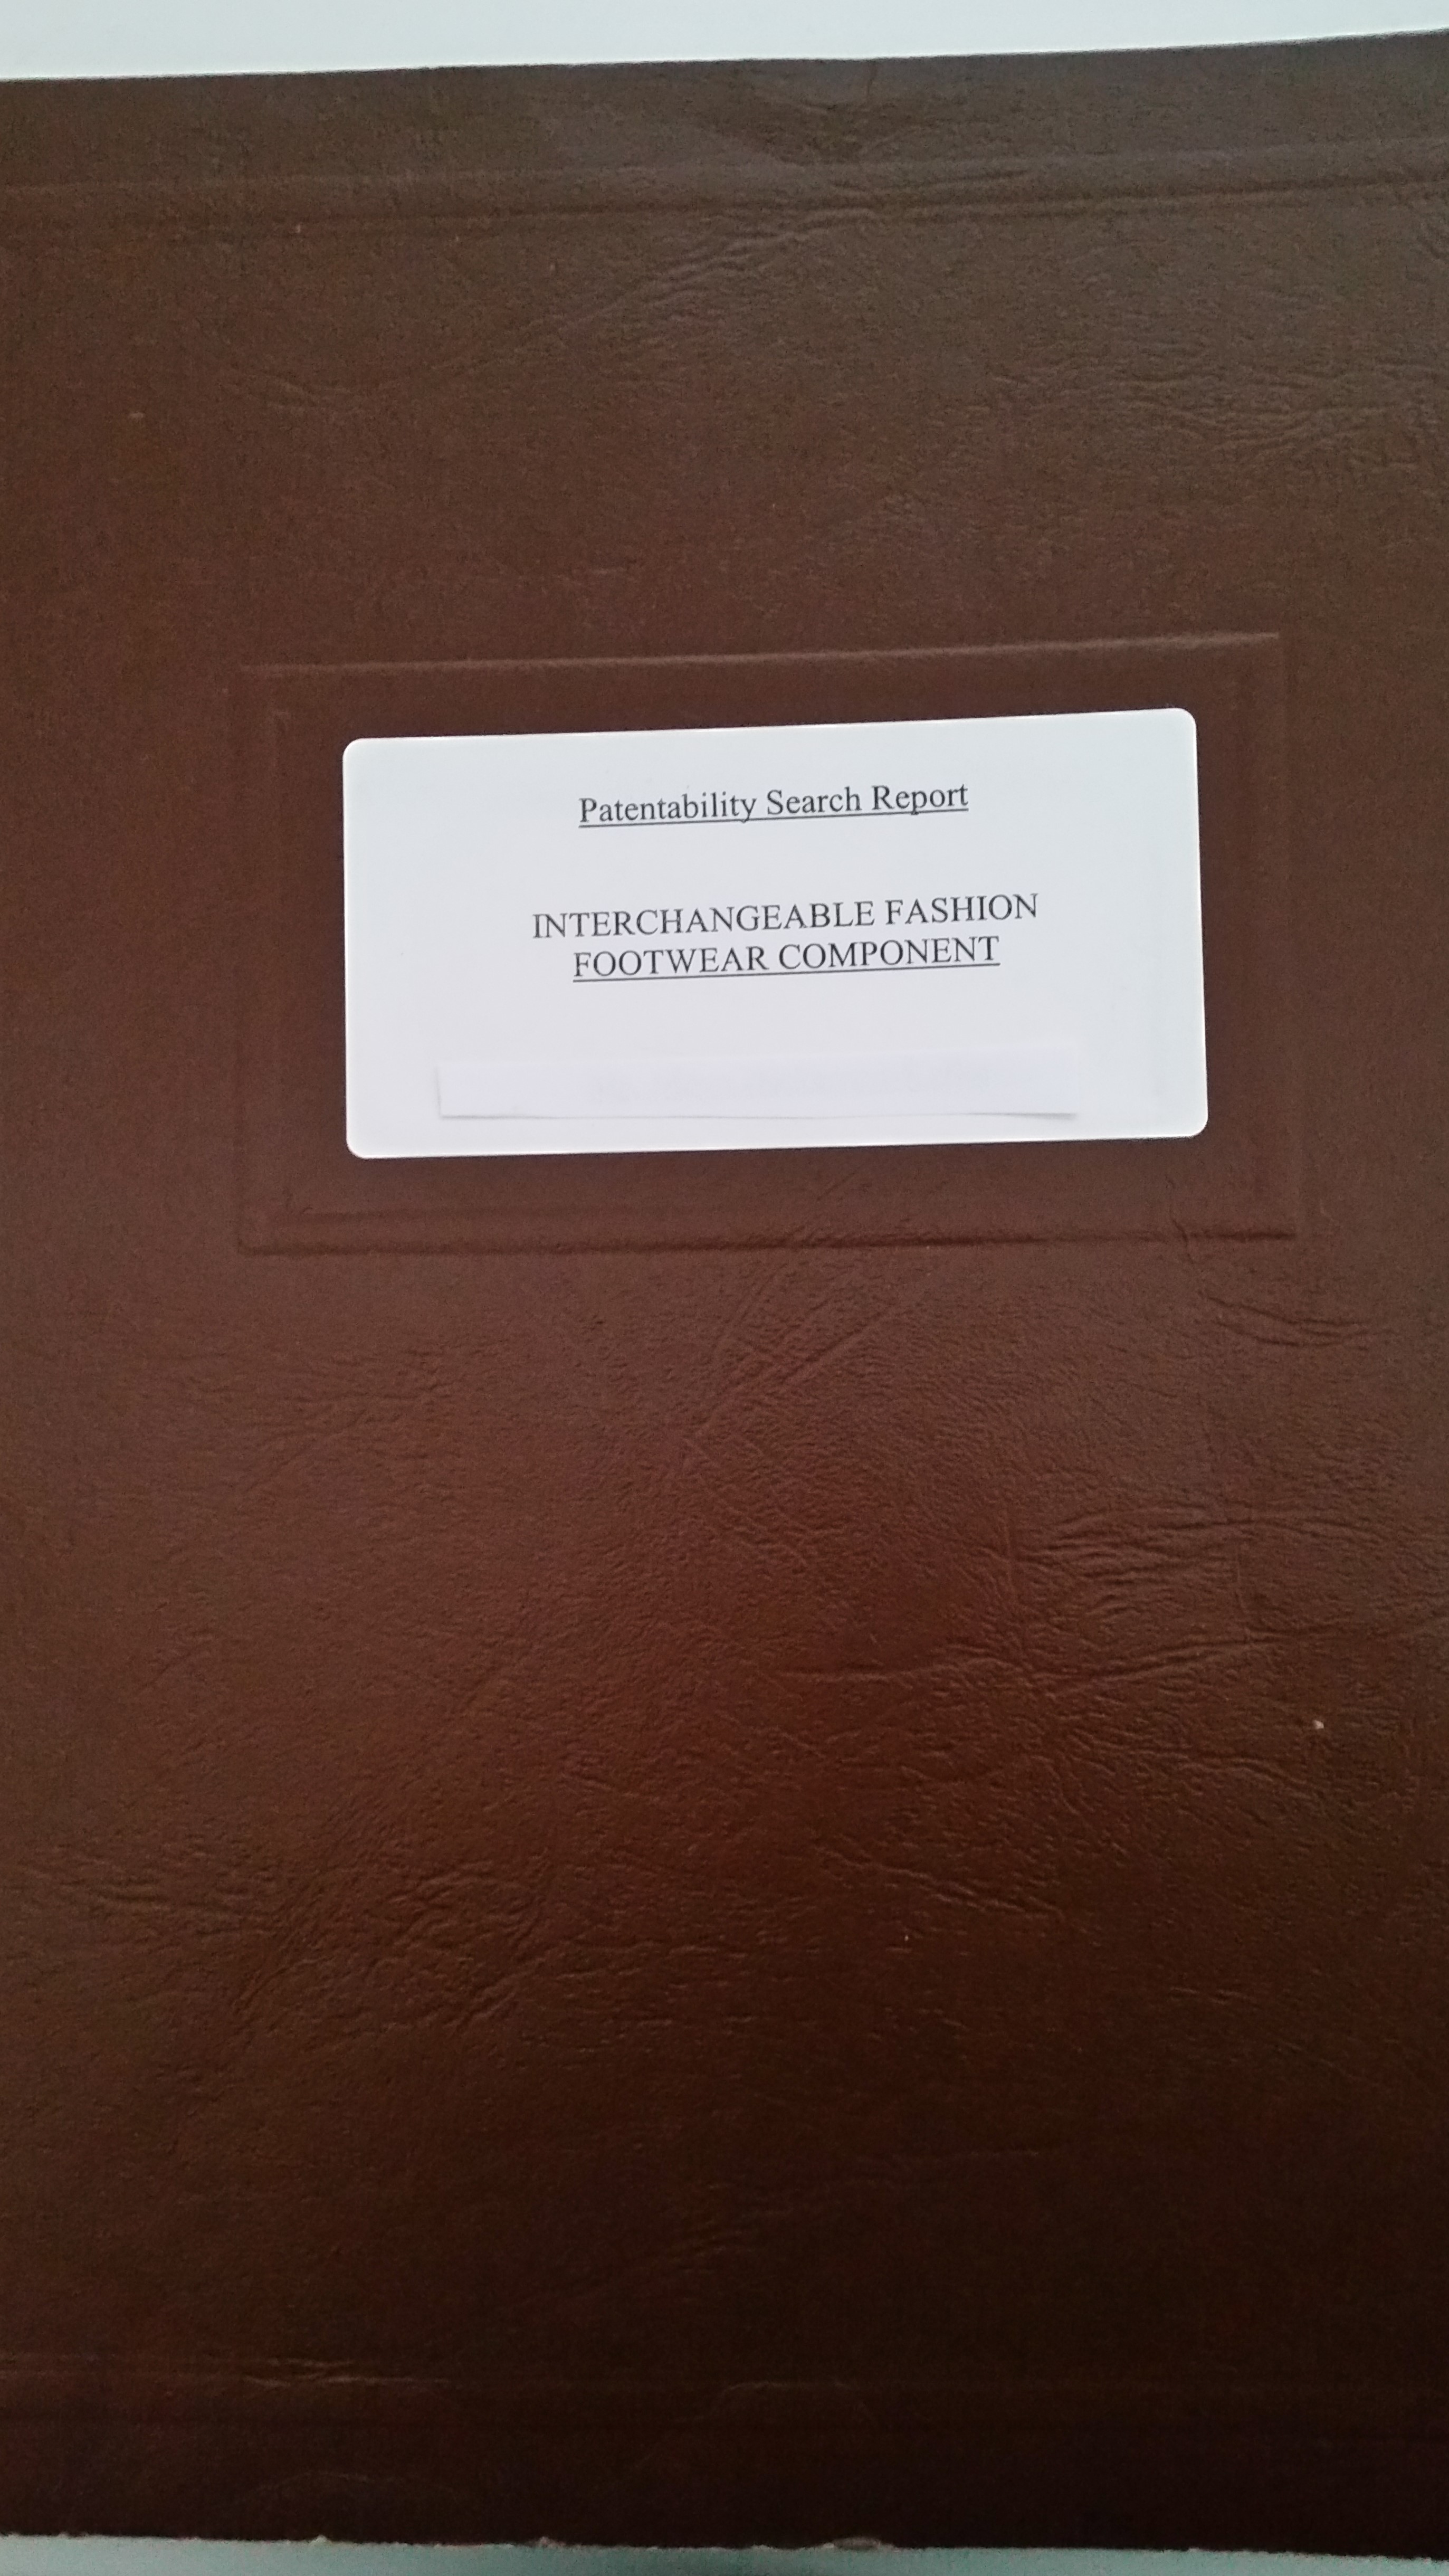 Patentability Search Report
INTERCHANGEABLE FASHION
FOOTWEAR COMPONENT